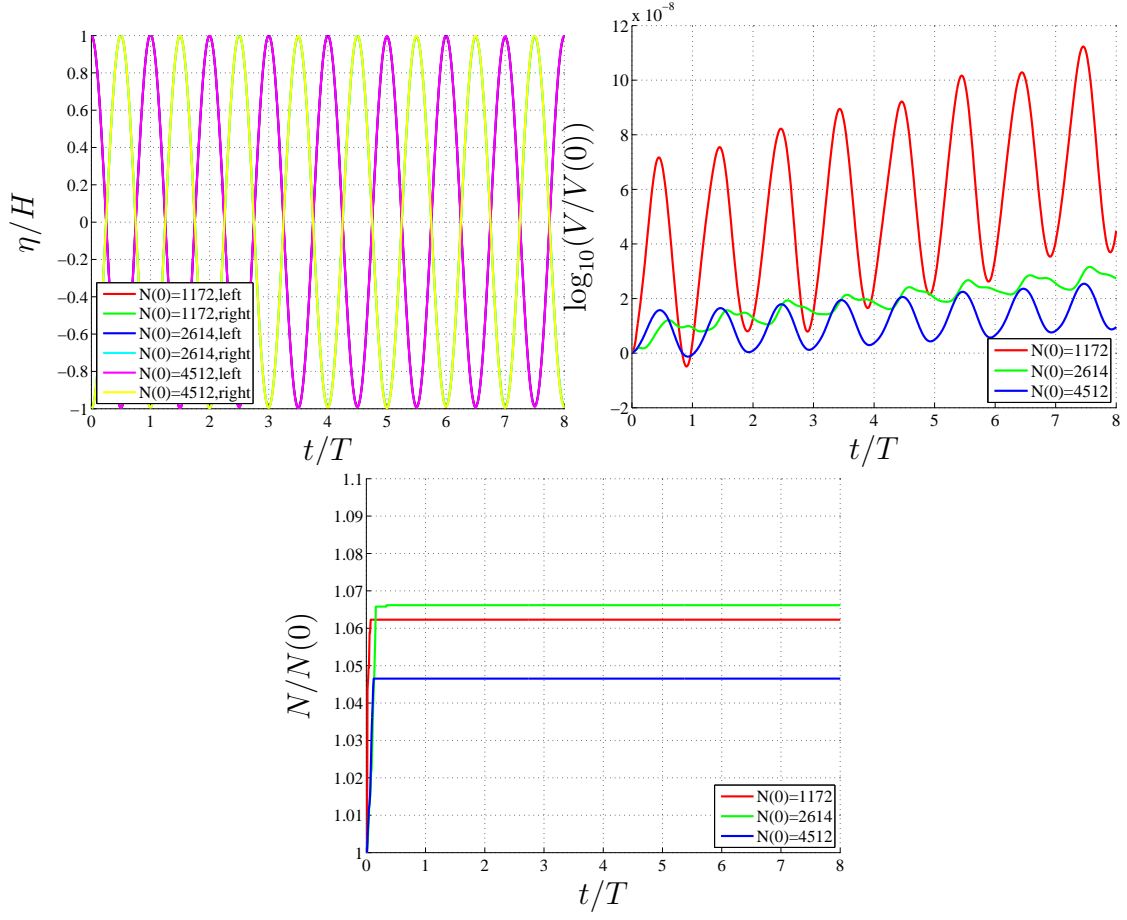 1
0.8
0.6
0.4
0.2
0
−0.2
−0.4
−0.6
−0.8
−1
η/H
N(0)=1172,left
N(0)=1172,right
N(0)=2614,left
N(0)=2614,right
N(0)=4512,left
N(0)=4512,right
0 1 2 3 4 5 6 7 8
t/T
x 10⁻⁸
12
10
8
6
4
2
0
−2
log₁₀(V/V(0))
N(0)=1172
N(0)=2614
N(0)=4512
0 1 2 3 4 5 6 7 8
t/T
1.1
1.09
1.08
1.07
1.06
1.05
1.04
1.03
1.02
1.01
1
N/N(0)
N(0)=1172
N(0)=2614
N(0)=4512
0 1 2 3 4 5 6 7 8
t/T